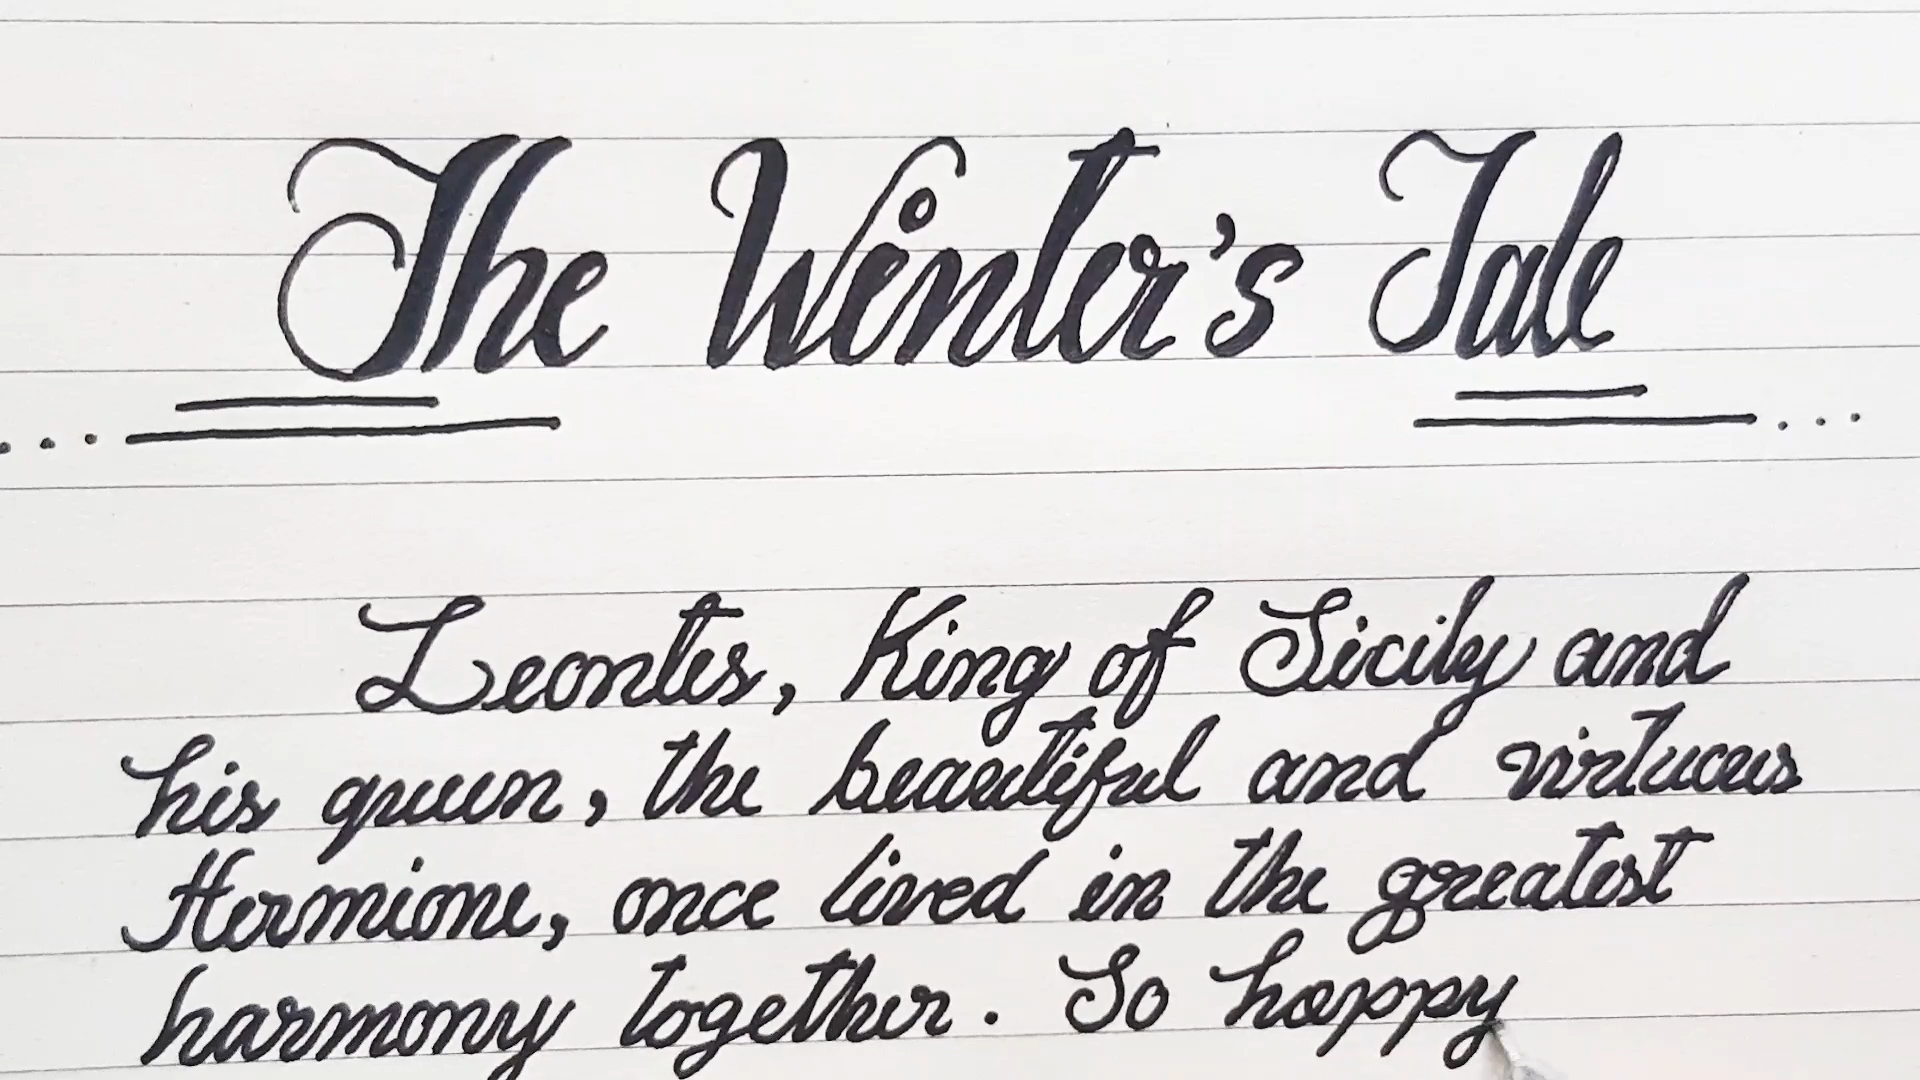 The Winter's Tale
Leontes, King of Sicily and
his queen, the beautiful and virtuous
Hermione, once lived in the greatest
harmony together. So happy